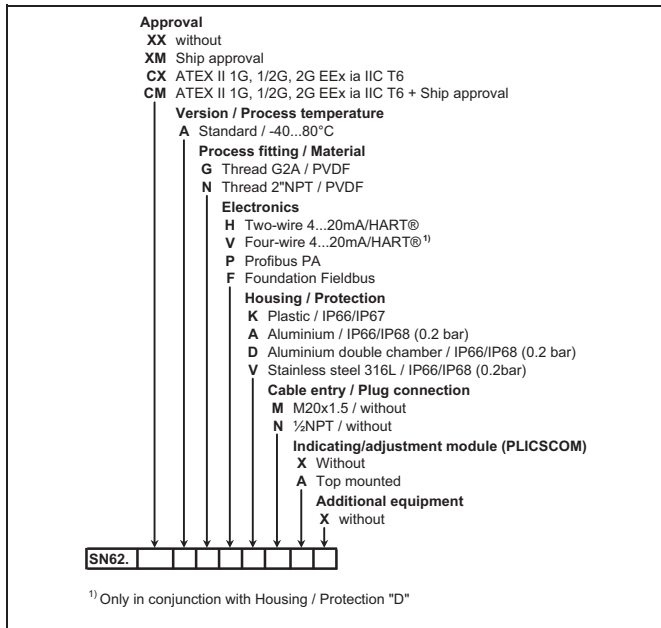 Approval
XX without
XM Ship approval
CX ATEX II 1G, 1/2G, 2G EEx ia IIC T6
CM ATEX II 1G, 1/2G, 2G EEx ia IIC T6 + Ship approval
Version / Process temperature
A Standard / -40...80°C
Process fitting / Material
G Thread G2A / PVDF
N Thread 2"NPT / PVDF
Electronics
H Two-wire 4...20mA/HART®
V Four-wire 4...20mA/HART® 1)
P Profibus PA
F Foundation Fieldbus
Housing / Protection
K Plastic / IP66/IP67
A Aluminium / IP66/IP68 (0.2 bar)
D Aluminium double chamber / IP66/IP68 (0.2 bar)
V Stainless steel 316L / IP66/IP68 (0.2bar)
Cable entry / Plug connection
M M20x1.5 / without
N ½NPT / without
Indicating/adjustment module (PLICSCOM)
X Without
A Top mounted
Additional equipment
X without
SN62.
1) Only in conjunction with Housing / Protection "D"